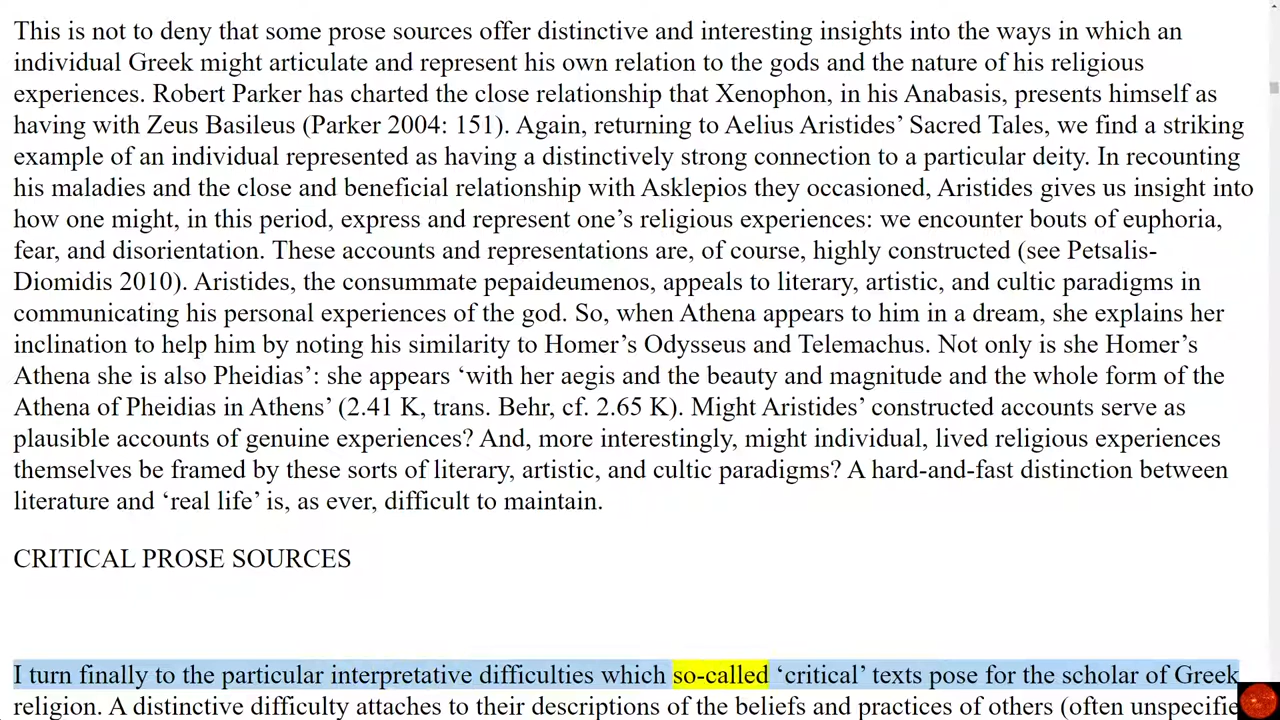 This is not to deny that some prose sources offer distinctive and interesting insights into the ways in which an
individual Greek might articulate and represent his own relation to the gods and the nature of his religious
experiences. Robert Parker has charted the close relationship that Xenophon, in his Anabasis, presents himself as
having with Zeus Basileus (Parker 2004: 151). Again, returning to Aelius Aristides’ Sacred Tales, we find a striking
example of an individual represented as having a distinctively strong connection to a particular deity. In recounting
his maladies and the close and beneficial relationship with Asklepios they occasioned, Aristides gives us insight into
how one might, in this period, express and represent one’s religious experiences: we encounter bouts of euphoria,
fear, and disorientation. These accounts and representations are, of course, highly constructed (see Petsalis-
Diomidis 2010). Aristides, the consummate pepaideumenos, appeals to literary, artistic, and cultic paradigms in
communicating his personal experiences of the god. So, when Athena appears to him in a dream, she explains her
inclination to help him by noting his similarity to Homer’s Odysseus and Telemachus. Not only is she Homer’s
Athena she is also Pheidias’: she appears ‘with her aegis and the beauty and magnitude and the whole form of the
Athena of Pheidias in Athens’ (2.41 K, trans. Behr, cf. 2.65 K). Might Aristides’ constructed accounts serve as
plausible accounts of genuine experiences? And, more interestingly, might individual, lived religious experiences
themselves be framed by these sorts of literary, artistic, and cultic paradigms? A hard-and-fast distinction between
literature and ‘real life’ is, as ever, difficult to maintain.
CRITICAL PROSE SOURCES
I turn finally to the particular interpretative difficulties which so-called ‘critical’ texts pose for the scholar of Greek
religion. A distinctive difficulty attaches to their descriptions of the beliefs and practices of others (often unspecifie